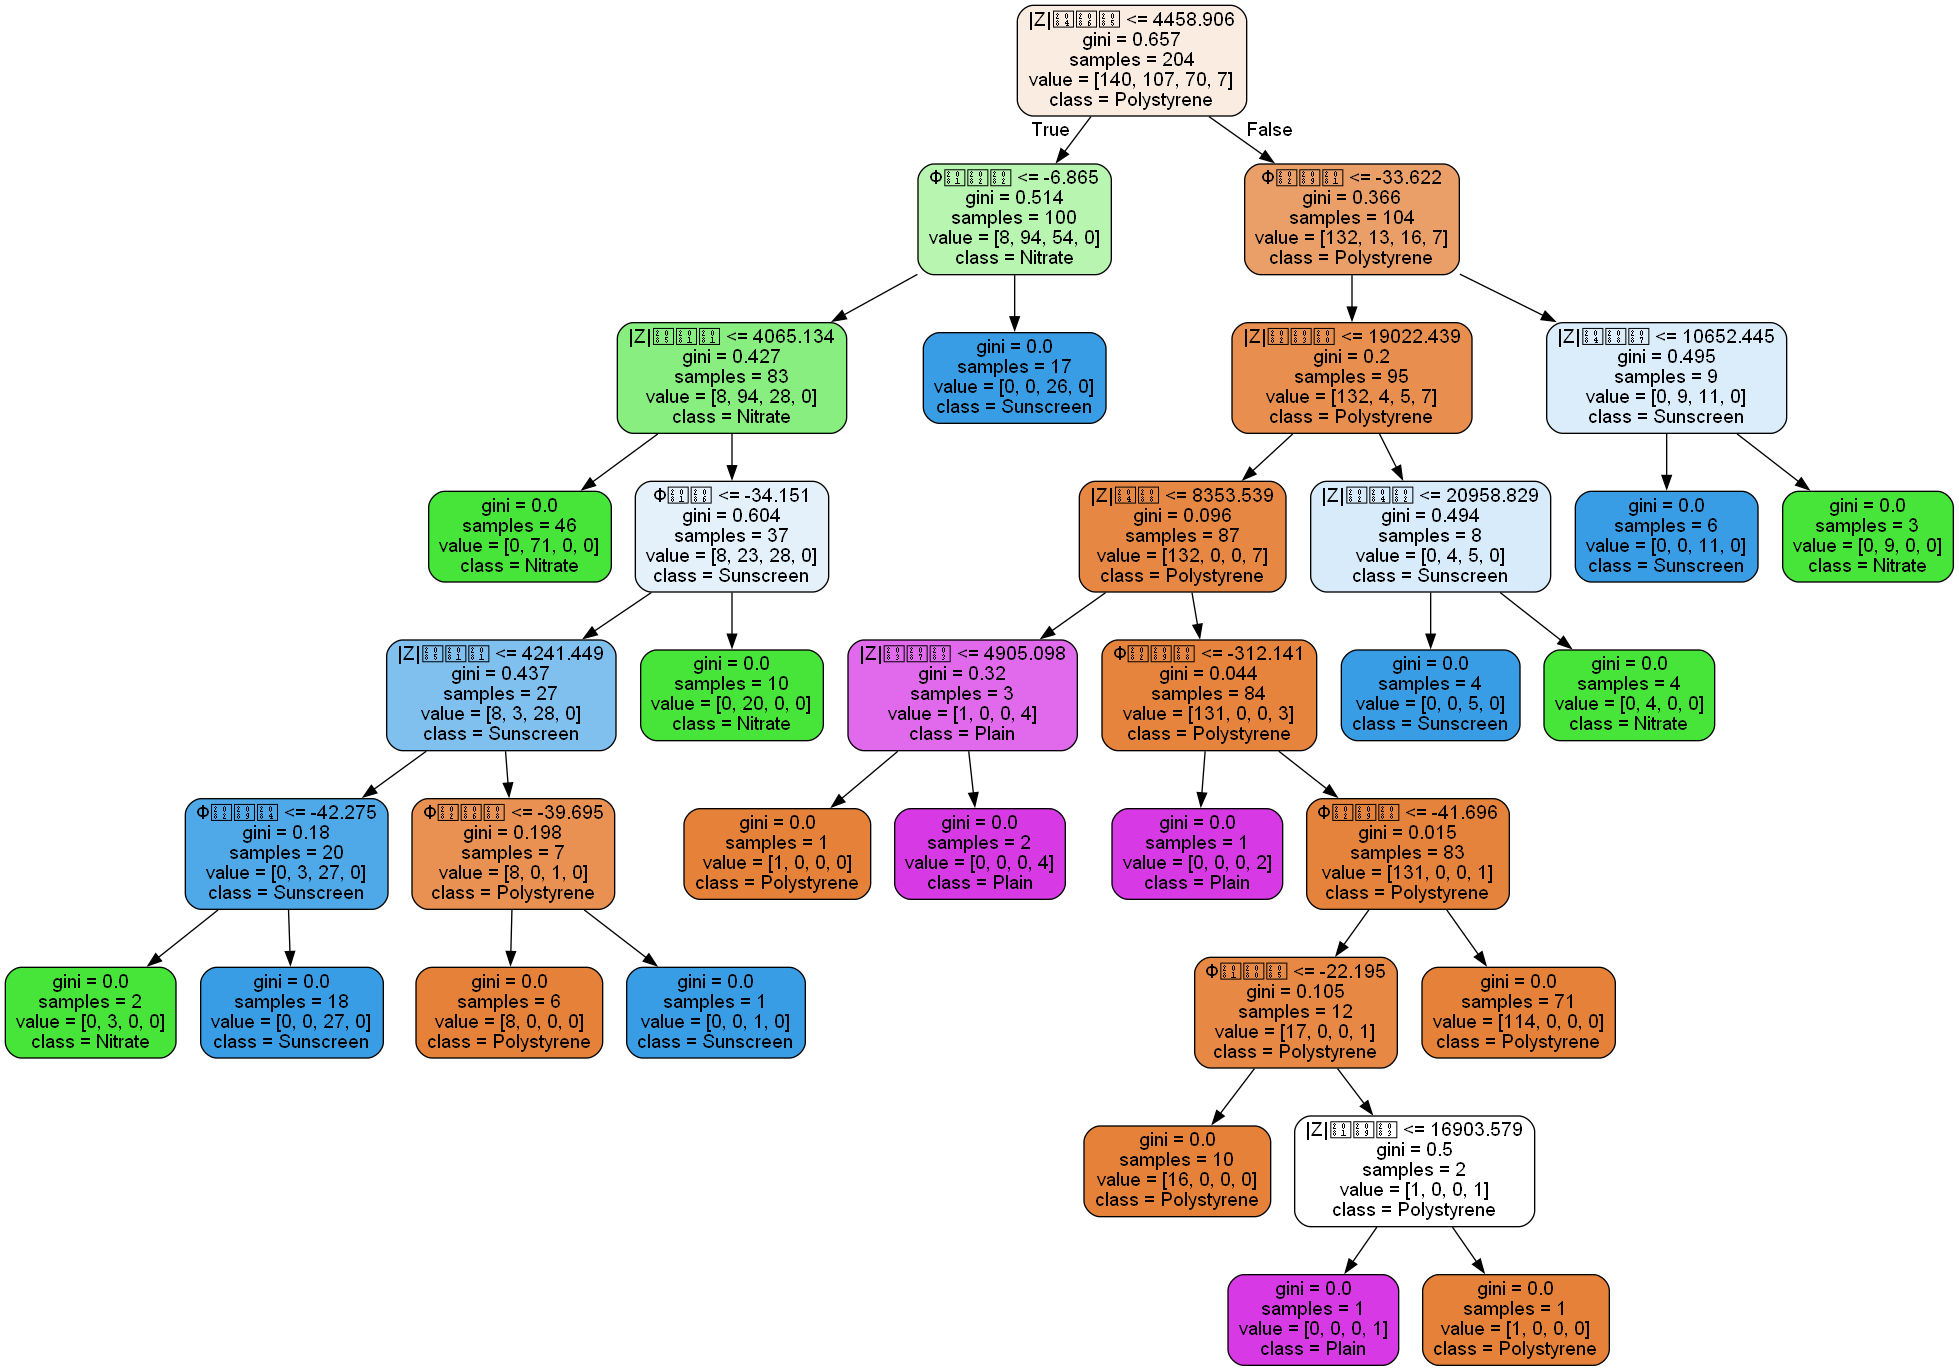 |Z| <= 4458.906
gini = 0.657
samples = 204
value = [140, 107, 70, 7]
class = Polystyrene
True
False
Φ <= -6.865
gini = 0.514
samples = 100
value = [8, 94, 54, 0]
class = Nitrate
Φ <= -33.622
gini = 0.366
samples = 104
value = [132, 13, 16, 7]
class = Polystyrene
|Z| <= 4065.134
gini = 0.427
samples = 83
value = [8, 94, 28, 0]
class = Nitrate
gini = 0.0
samples = 17
value = [0, 0, 26, 0]
class = Sunscreen
|Z| <= 19022.439
gini = 0.2
samples = 95
value = [132, 4, 5, 7]
class = Polystyrene
|Z| <= 10652.445
gini = 0.495
samples = 9
value = [0, 9, 11, 0]
class = Sunscreen
gini = 0.0
samples = 46
value = [0, 71, 0, 0]
class = Nitrate
Φ <= -34.151
gini = 0.604
samples = 37
value = [8, 23, 28, 0]
class = Sunscreen
|Z| <= 8353.539
gini = 0.096
samples = 87
value = [132, 0, 0, 7]
class = Polystyrene
|Z| <= 20958.829
gini = 0.494
samples = 8
value = [0, 4, 5, 0]
class = Sunscreen
gini = 0.0
samples = 6
value = [0, 0, 11, 0]
class = Sunscreen
gini = 0.0
samples = 3
value = [0, 9, 0, 0]
class = Nitrate
|Z| <= 4241.449
gini = 0.437
samples = 27
value = [8, 3, 28, 0]
class = Sunscreen
gini = 0.0
samples = 10
value = [0, 20, 0, 0]
class = Nitrate
|Z| <= 4905.098
gini = 0.32
samples = 3
value = [1, 0, 0, 4]
class = Plain
Φ <= -312.141
gini = 0.044
samples = 84
value = [131, 0, 0, 3]
class = Polystyrene
gini = 0.0
samples = 4
value = [0, 0, 5, 0]
class = Sunscreen
gini = 0.0
samples = 4
value = [0, 4, 0, 0]
class = Nitrate
Φ <= -42.275
gini = 0.18
samples = 20
value = [0, 3, 27, 0]
class = Sunscreen
Φ <= -39.695
gini = 0.198
samples = 7
value = [8, 0, 1, 0]
class = Polystyrene
gini = 0.0
samples = 1
value = [1, 0, 0, 0]
class = Polystyrene
gini = 0.0
samples = 2
value = [0, 0, 0, 4]
class = Plain
gini = 0.0
samples = 1
value = [0, 0, 0, 2]
class = Plain
Φ <= -41.696
gini = 0.015
samples = 83
value = [131, 0, 0, 1]
class = Polystyrene
gini = 0.0
samples = 2
value = [0, 3, 0, 0]
class = Nitrate
gini = 0.0
samples = 18
value = [0, 0, 27, 0]
class = Sunscreen
gini = 0.0
samples = 6
value = [8, 0, 0, 0]
class = Polystyrene
gini = 0.0
samples = 1
value = [0, 0, 1, 0]
class = Sunscreen
Φ <= -22.195
gini = 0.105
samples = 12
value = [17, 0, 0, 1]
class = Polystyrene
gini = 0.0
samples = 71
value = [114, 0, 0, 0]
class = Polystyrene
gini = 0.0
samples = 10
value = [16, 0, 0, 0]
class = Polystyrene
|Z| <= 16903.579
gini = 0.5
samples = 2
value = [1, 0, 0, 1]
class = Polystyrene
gini = 0.0
samples = 1
value = [0, 0, 0, 1]
class = Plain
gini = 0.0
samples = 1
value = [1, 0, 0, 0]
class = Polystyrene